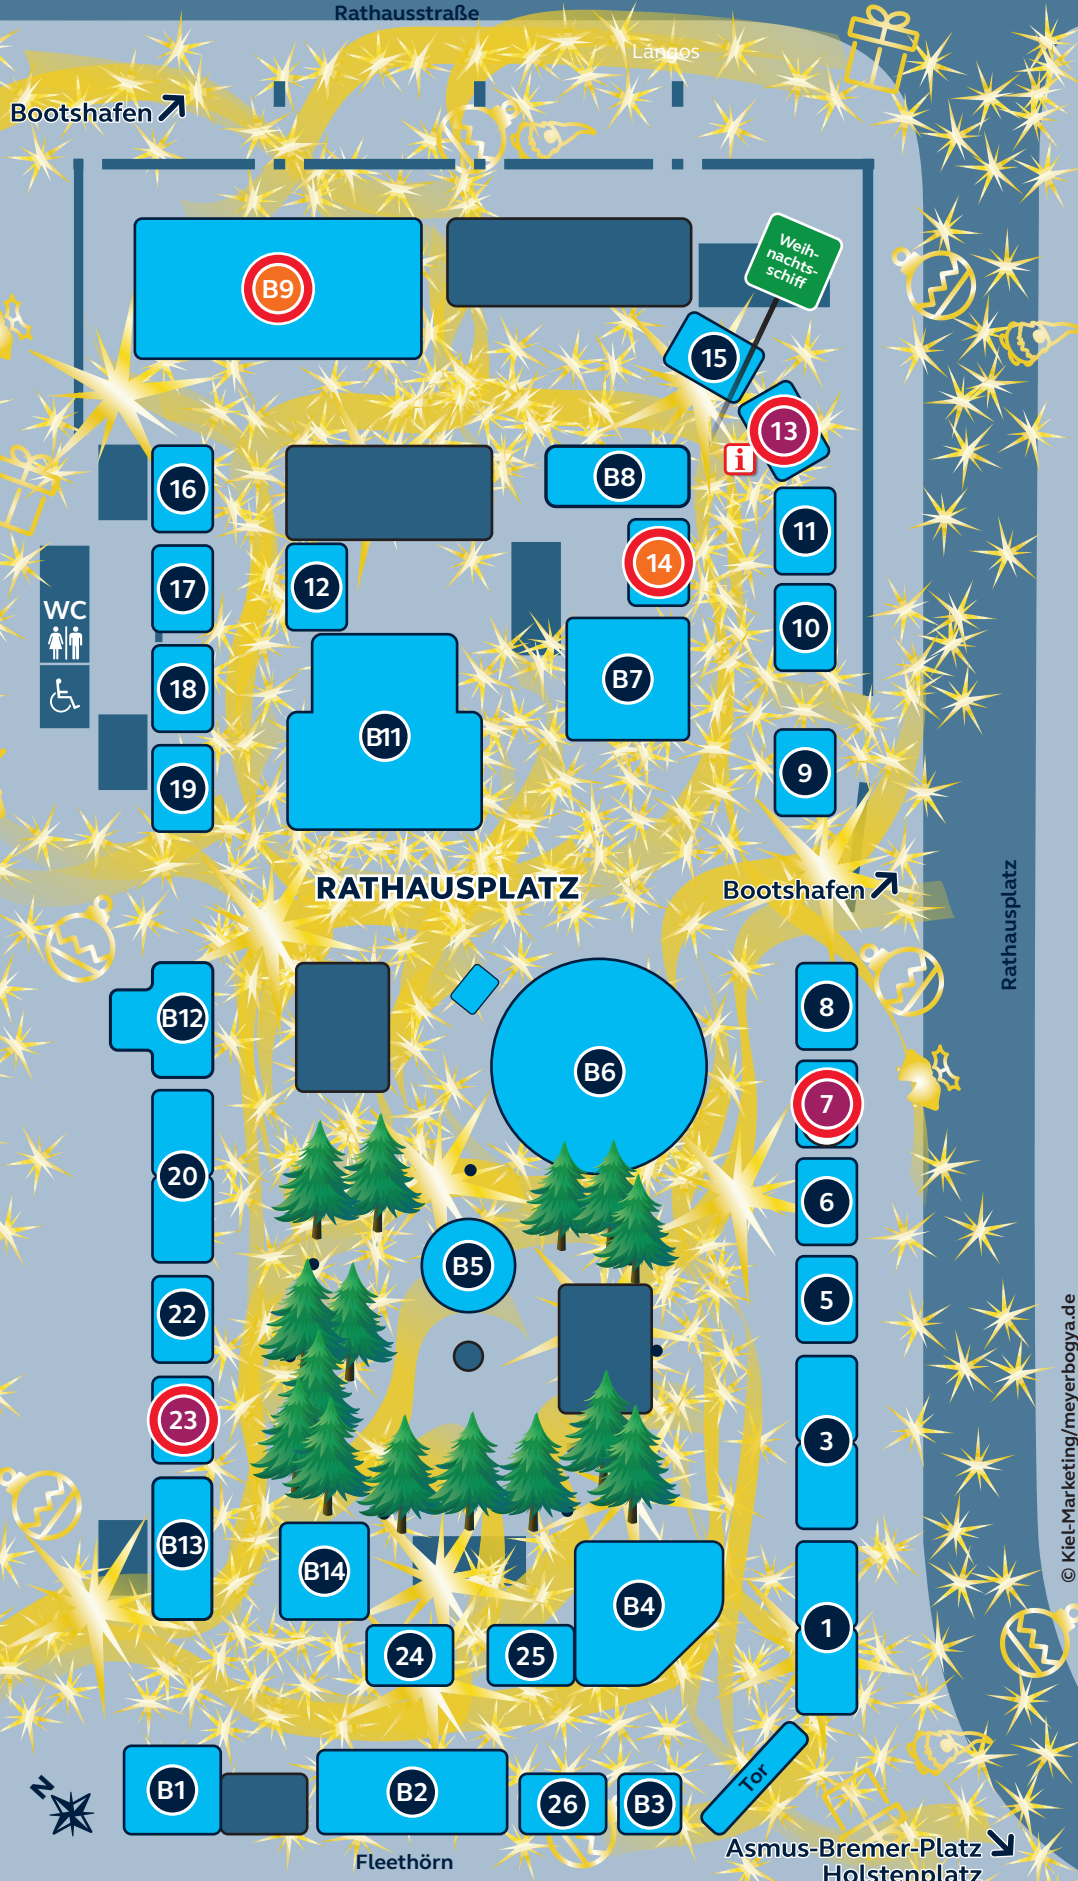 Rathausstraße
Lángos
Bootshafen
Weih-
nachts-
schiff
B9
15
13
i
16
B8
11
14
17
12
WC
10
B7
18
B11
9
19
RATHAUSPLATZ
Bootshafen
Rathausplatz
B12
8
B6
7
20
6
B5
5
22
23
3
B13
B14
B4
1
24
25
© Kiel-Marketing/meyerbogya.de
Tor
N
B1
B2
26
B3
Asmus-Bremer-Platz
Holstenplatz
Fleethörn